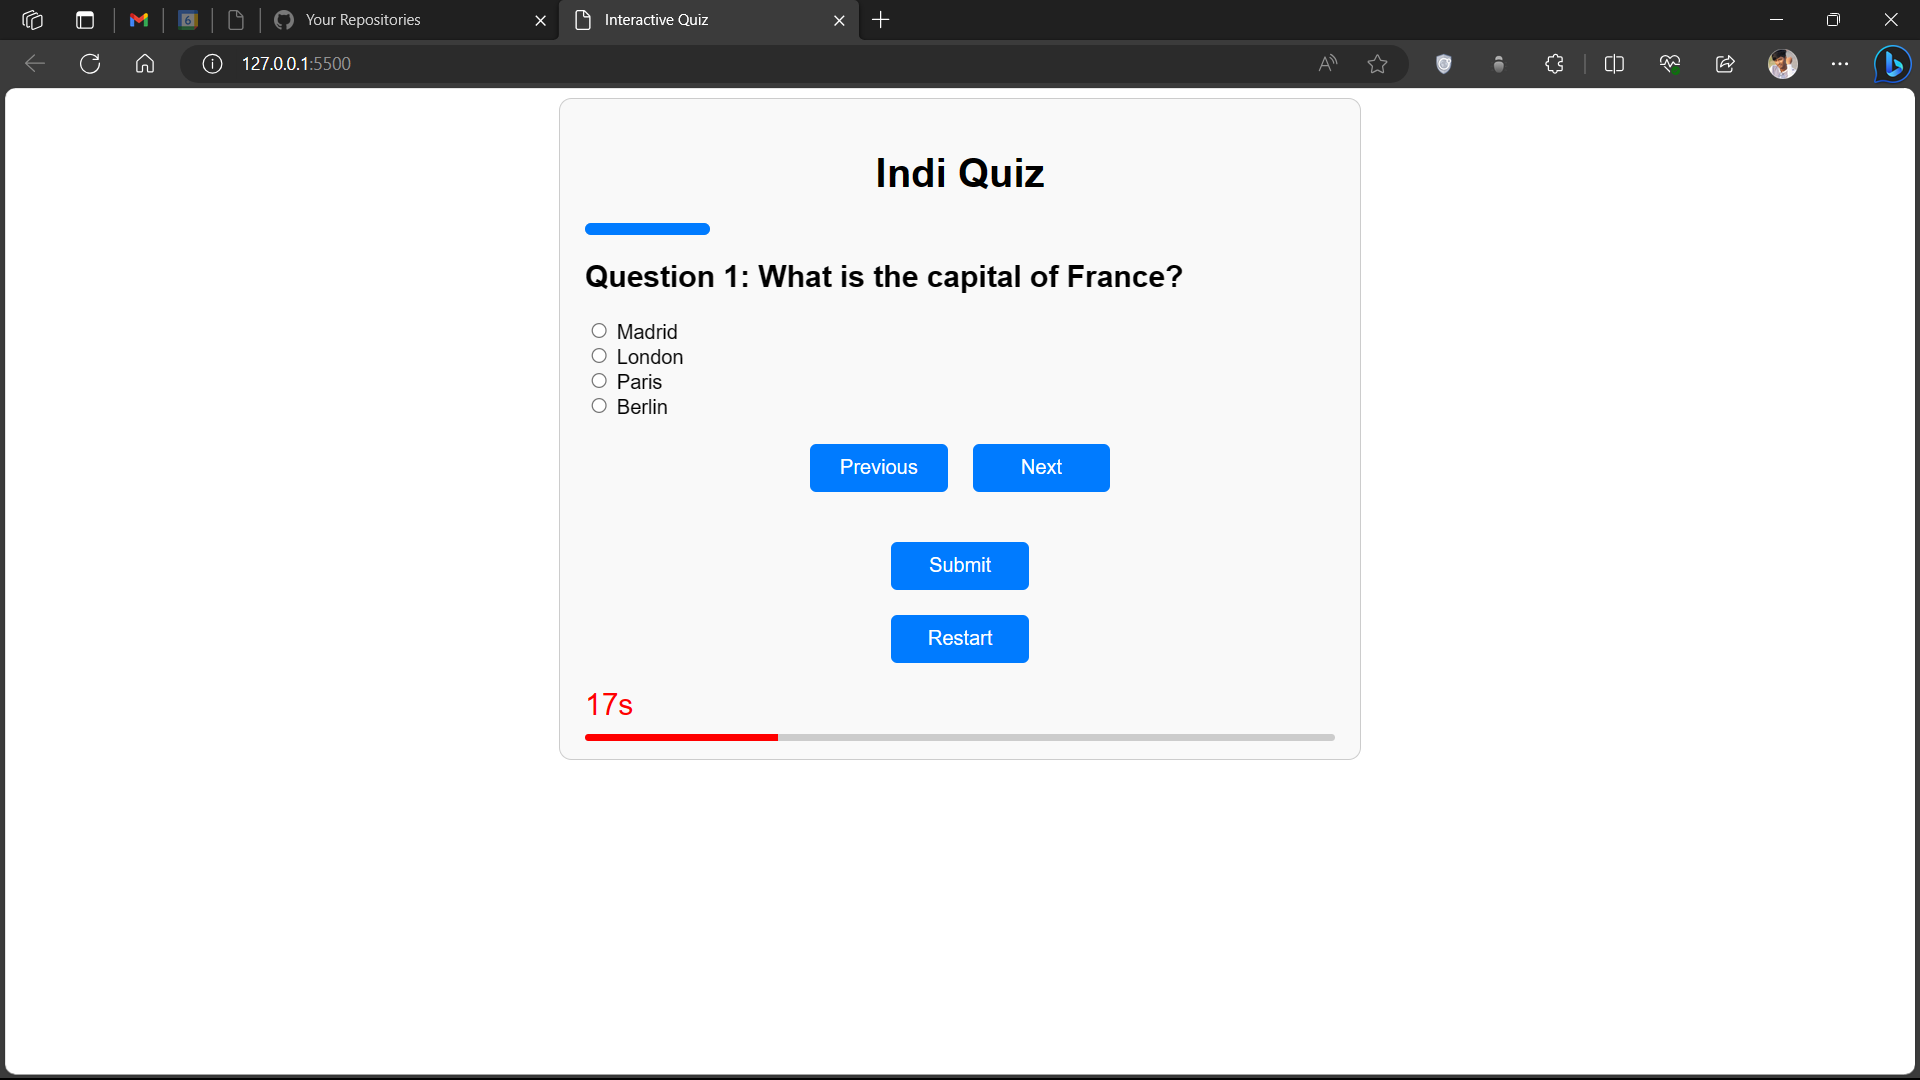 Your Repositories
Interactive Quiz
6
127.0.0.1:5500
Indi Quiz
Question 1: What is the capital of France?
Madrid
London
Paris
Berlin
Previous
Next
Submit
Restart
17s